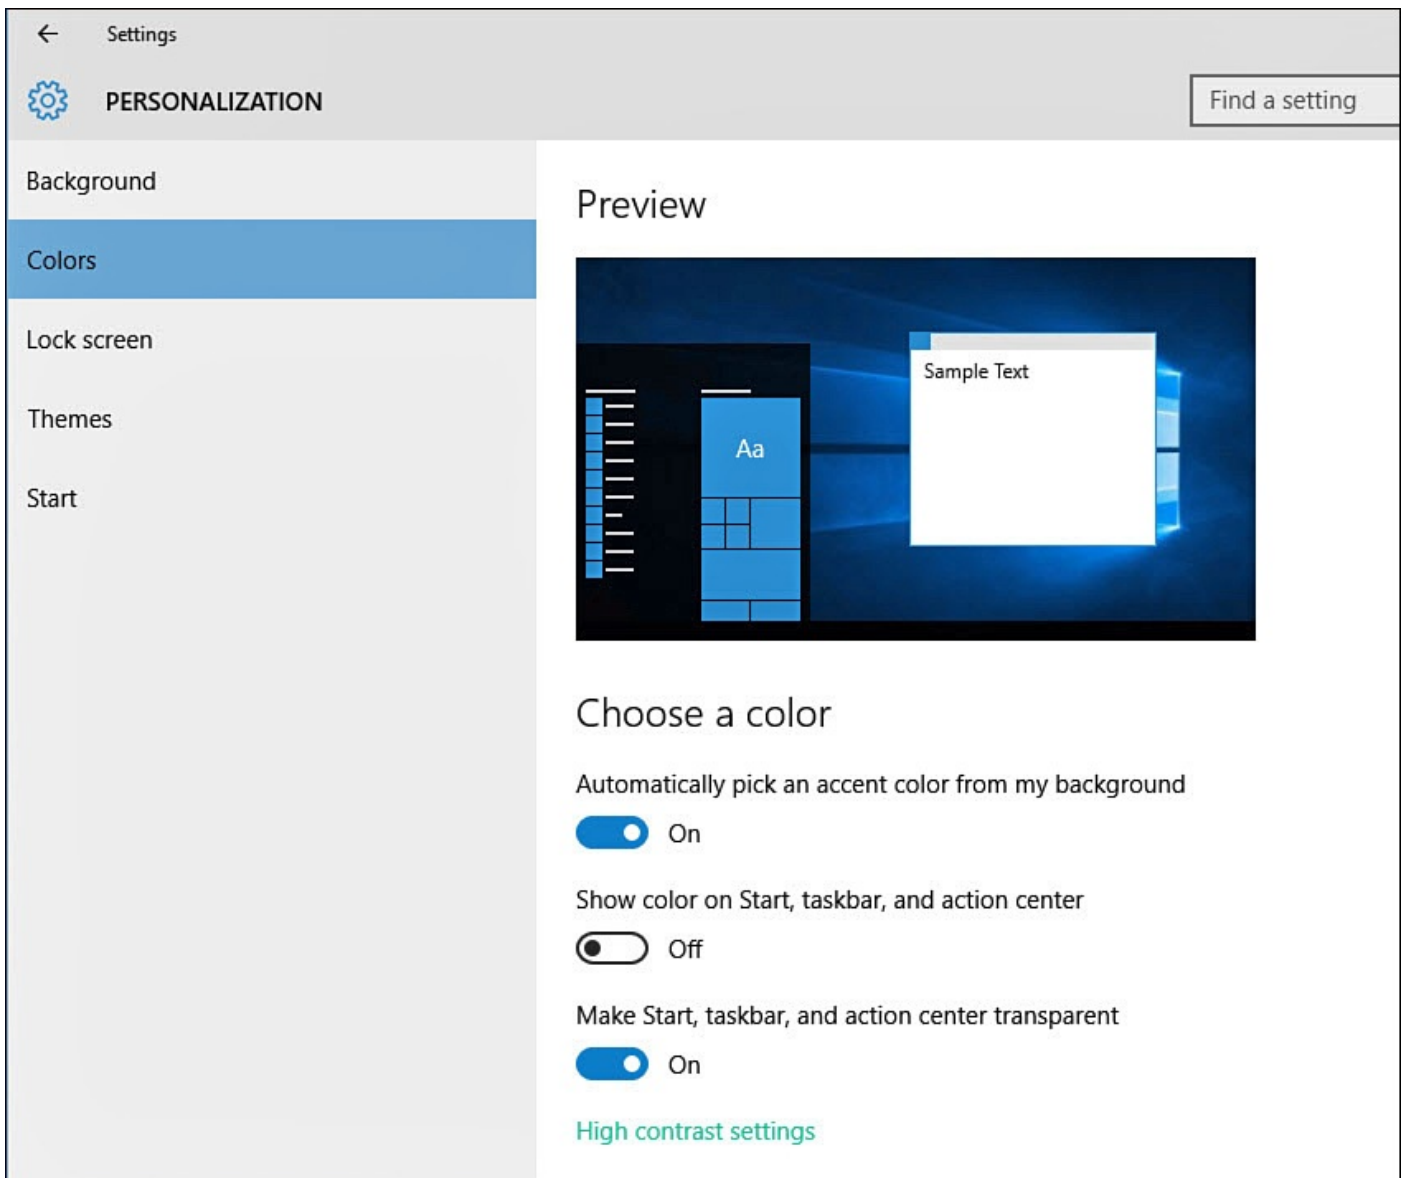 Settings
PERSONALIZATION
Find a setting
Background
Colors
Lock screen
Themes
Start
Preview
Sample Text
Aa
Choose a color
Automatically pick an accent color from my background
On
Show color on Start, taskbar, and action center
Off
Make Start, taskbar, and action center transparent
On
High contrast settings